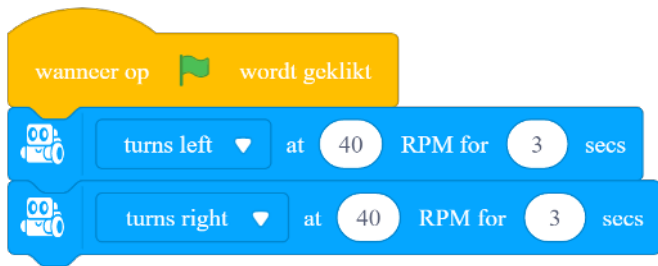 wanneer op wordt geklikt
turns left at 40 RPM for 3 secs
turns right at 40 RPM for 3 secs